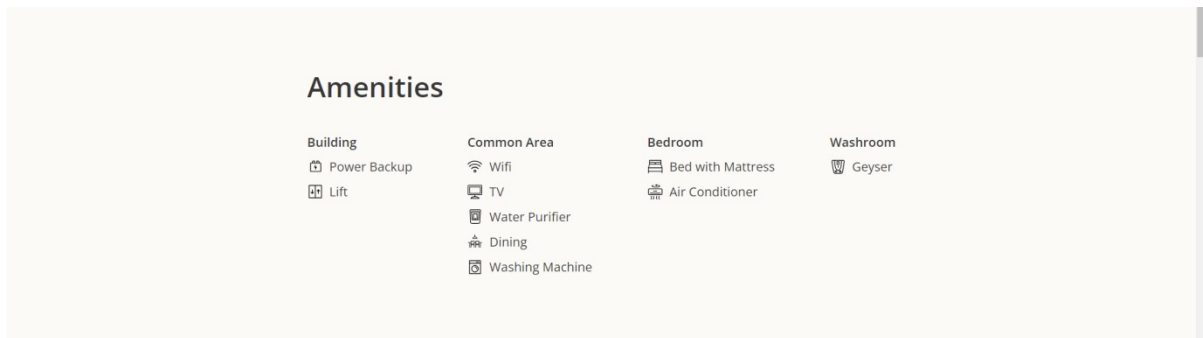 Amenities
Building
Power Backup
Lift
Common Area
Wifi
TV
Water Purifier
Dining
Washing Machine
Bedroom
Bed with Mattress
Air Conditioner
Washroom
Geyser